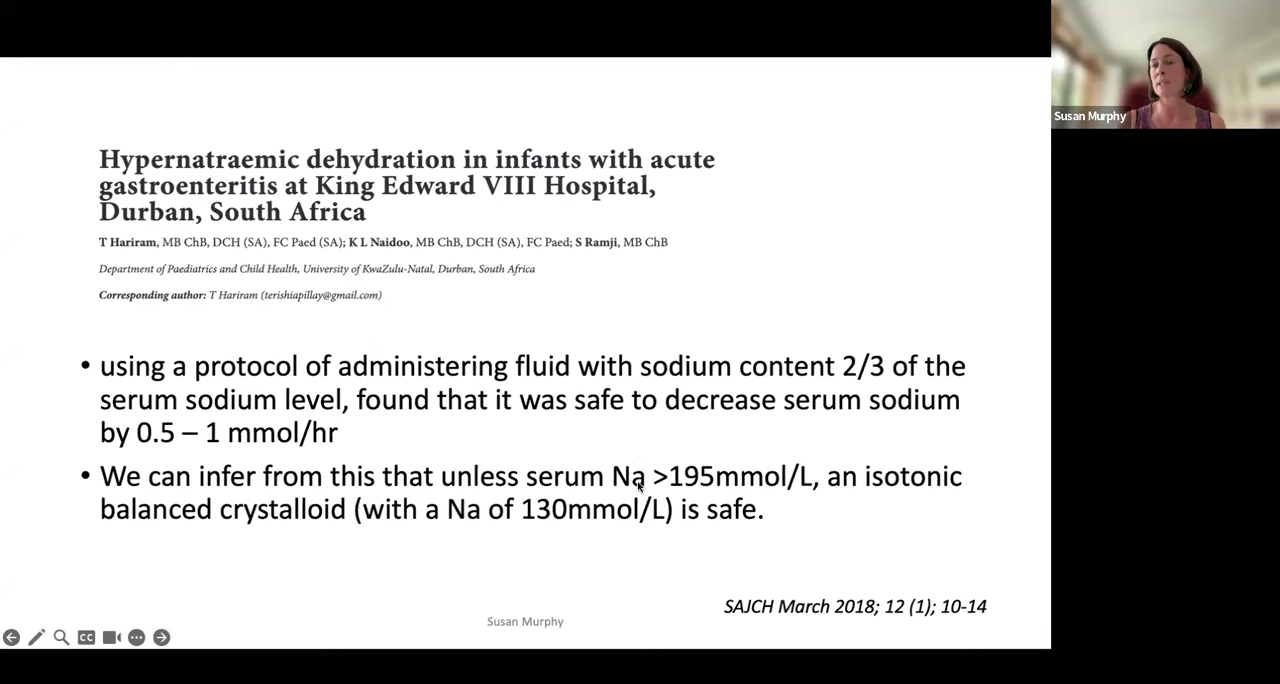 Susan Murphy
Hypernatraemic dehydration in infants with acute
gastroenteritis at King Edward VIII Hospital,
Durban, South Africa
T Hariram, MB ChB, DCH (SA), FC Paed (SA); K L Naidoo, MB ChB, DCH (SA), FC Paed; S Ramji, MB ChB
Department of Paediatrics and Child Health, University of KwaZulu-Natal, Durban, South Africa
Corresponding author: T Hariram (terishiapillay@gmail.com)
• using a protocol of administering fluid with sodium content 2/3 of the
serum sodium level, found that it was safe to decrease serum sodium
by 0.5 – 1 mmol/hr
• We can infer from this that unless serum Na >195mmol/L, an isotonic
balanced crystalloid (with a Na of 130mmol/L) is safe.
SAJCH March 2018; 12 (1); 10-14
Susan Murphy
CC